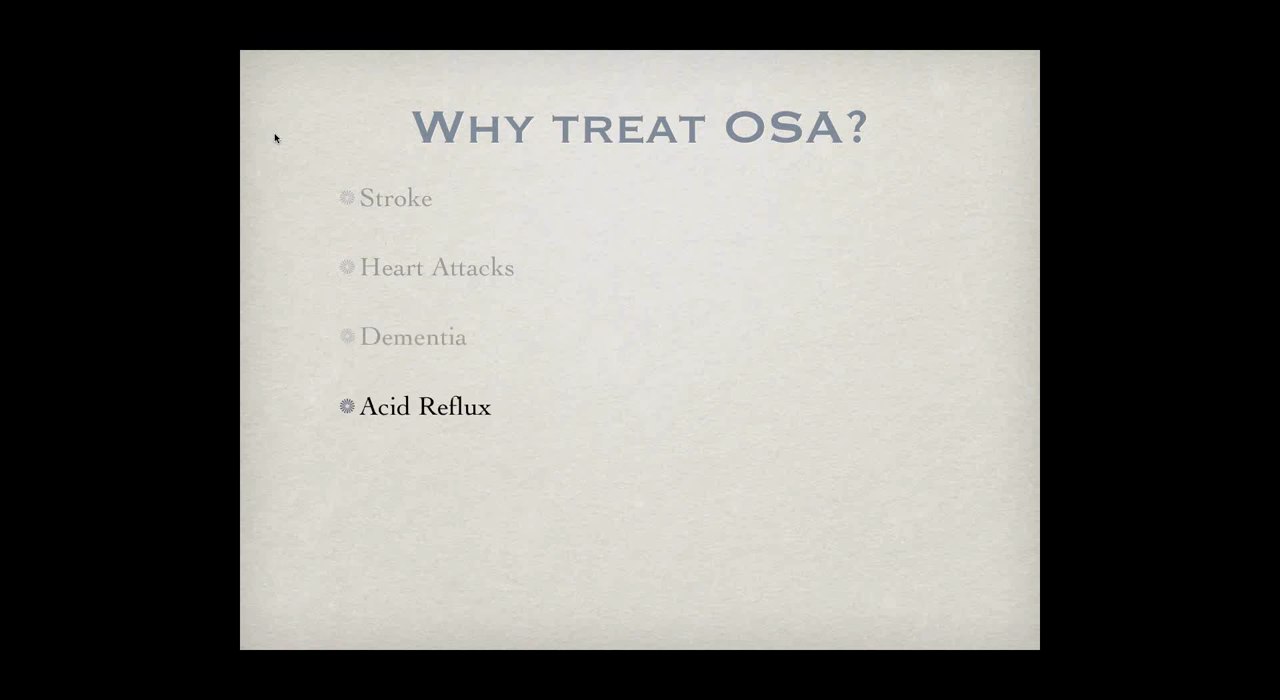 Why treat OSA?
Stroke
Heart Attacks
Dementia
Acid Reflux